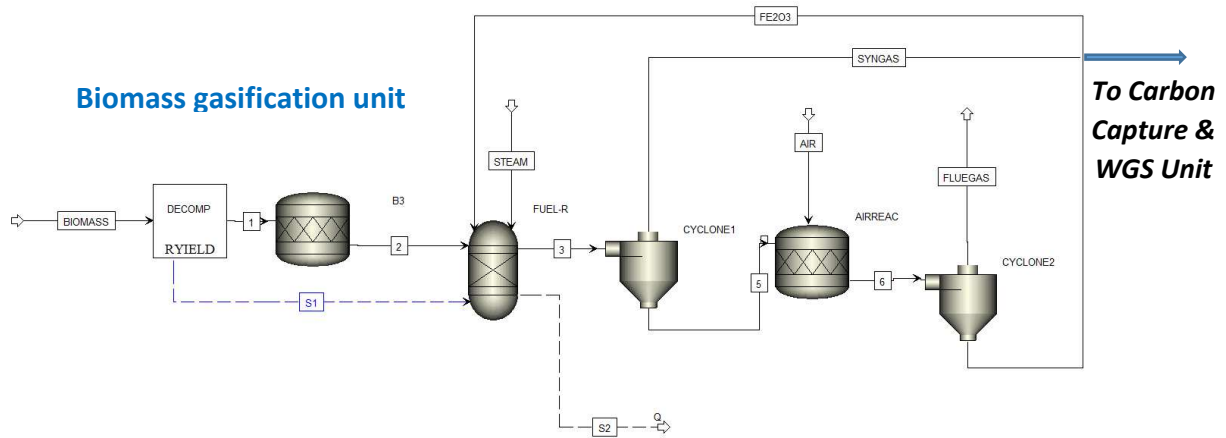 FE2O3
SYNGAS
Biomass gasification unit
To Carbon
Capture &
WGS Unit
STEAM
AIR
FLUEGAS
BIOMASS
DECOMP
RYIELD
1
B3
2
FUEL-R
3
CYCLONE1
5
AIRREAC
6
CYCLONE2
S1
S2
Q